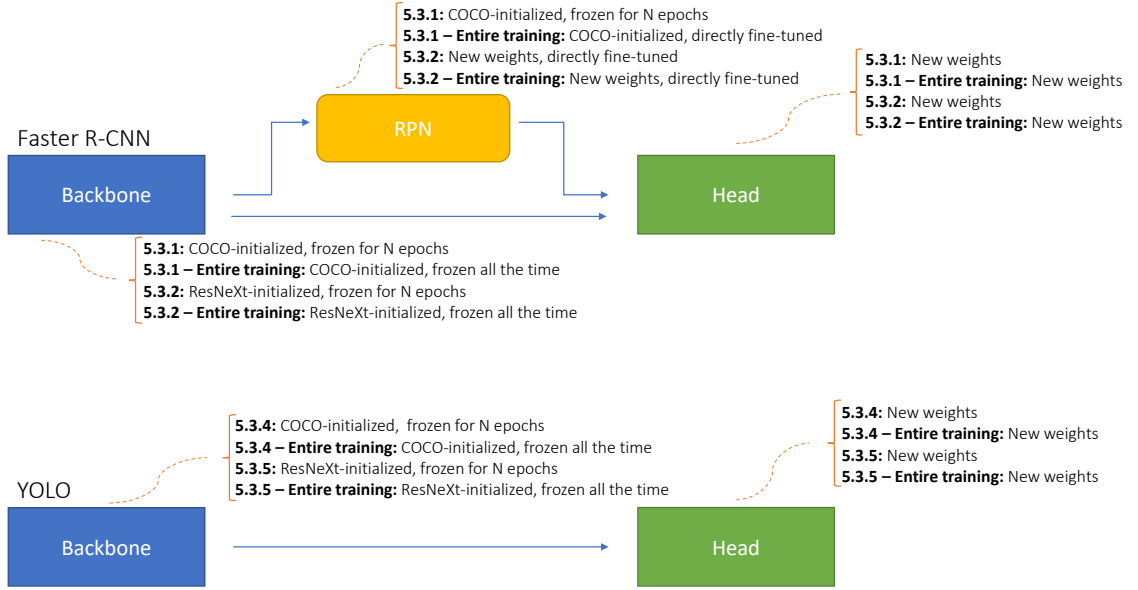 5.3.1: COCO-initialized, frozen for N epochs
5.3.1 – Entire training: COCO-initialized, directly fine-tuned
5.3.2: New weights, directly fine-tuned
5.3.2 – Entire training: New weights, directly fine-tuned
5.3.1: New weights
5.3.1 – Entire training: New weights
5.3.2: New weights
5.3.2 – Entire training: New weights
Faster R-CNN
RPN
Backbone
Head
5.3.1: COCO-initialized, frozen for N epochs
5.3.1 – Entire training: COCO-initialized, frozen all the time
5.3.2: ResNeXt-initialized, frozen for N epochs
5.3.2 – Entire training: ResNeXt-initialized, frozen all the time
5.3.4: COCO-initialized, frozen for N epochs
5.3.4 – Entire training: COCO-initialized, frozen all the time
5.3.5: ResNeXt-initialized, frozen for N epochs
5.3.5 – Entire training: ResNeXt-initialized, frozen all the time
5.3.4: New weights
5.3.4 – Entire training: New weights
5.3.5: New weights
5.3.5 – Entire training: New weights
YOLO
Backbone
Head